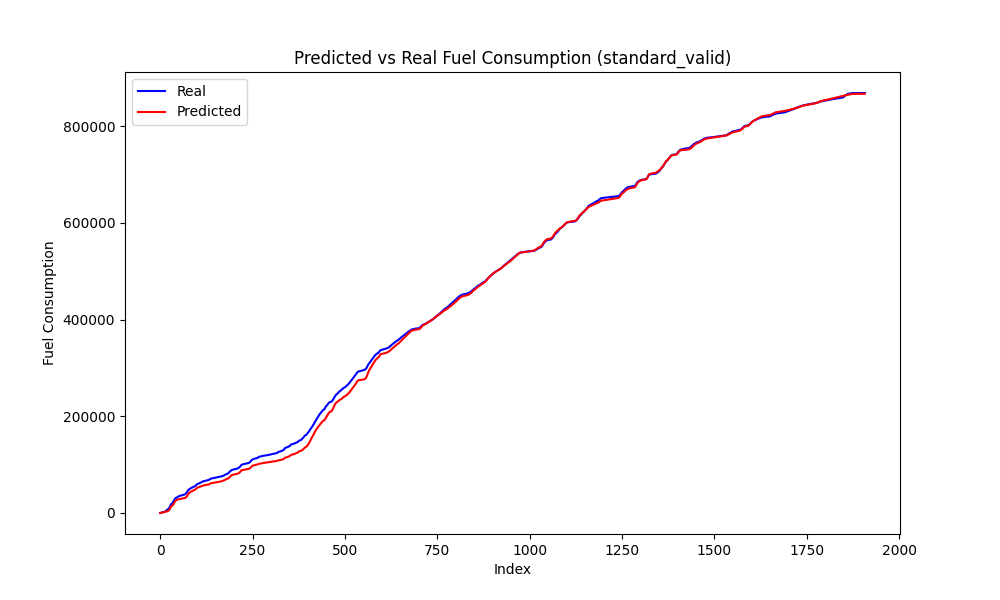 Predicted vs Real Fuel Consumption (standard_valid)
Real
Predicted
Fuel Consumption
800000
600000
400000
200000
0
0 250 500 750 1000 1250 1500 1750 2000
Index